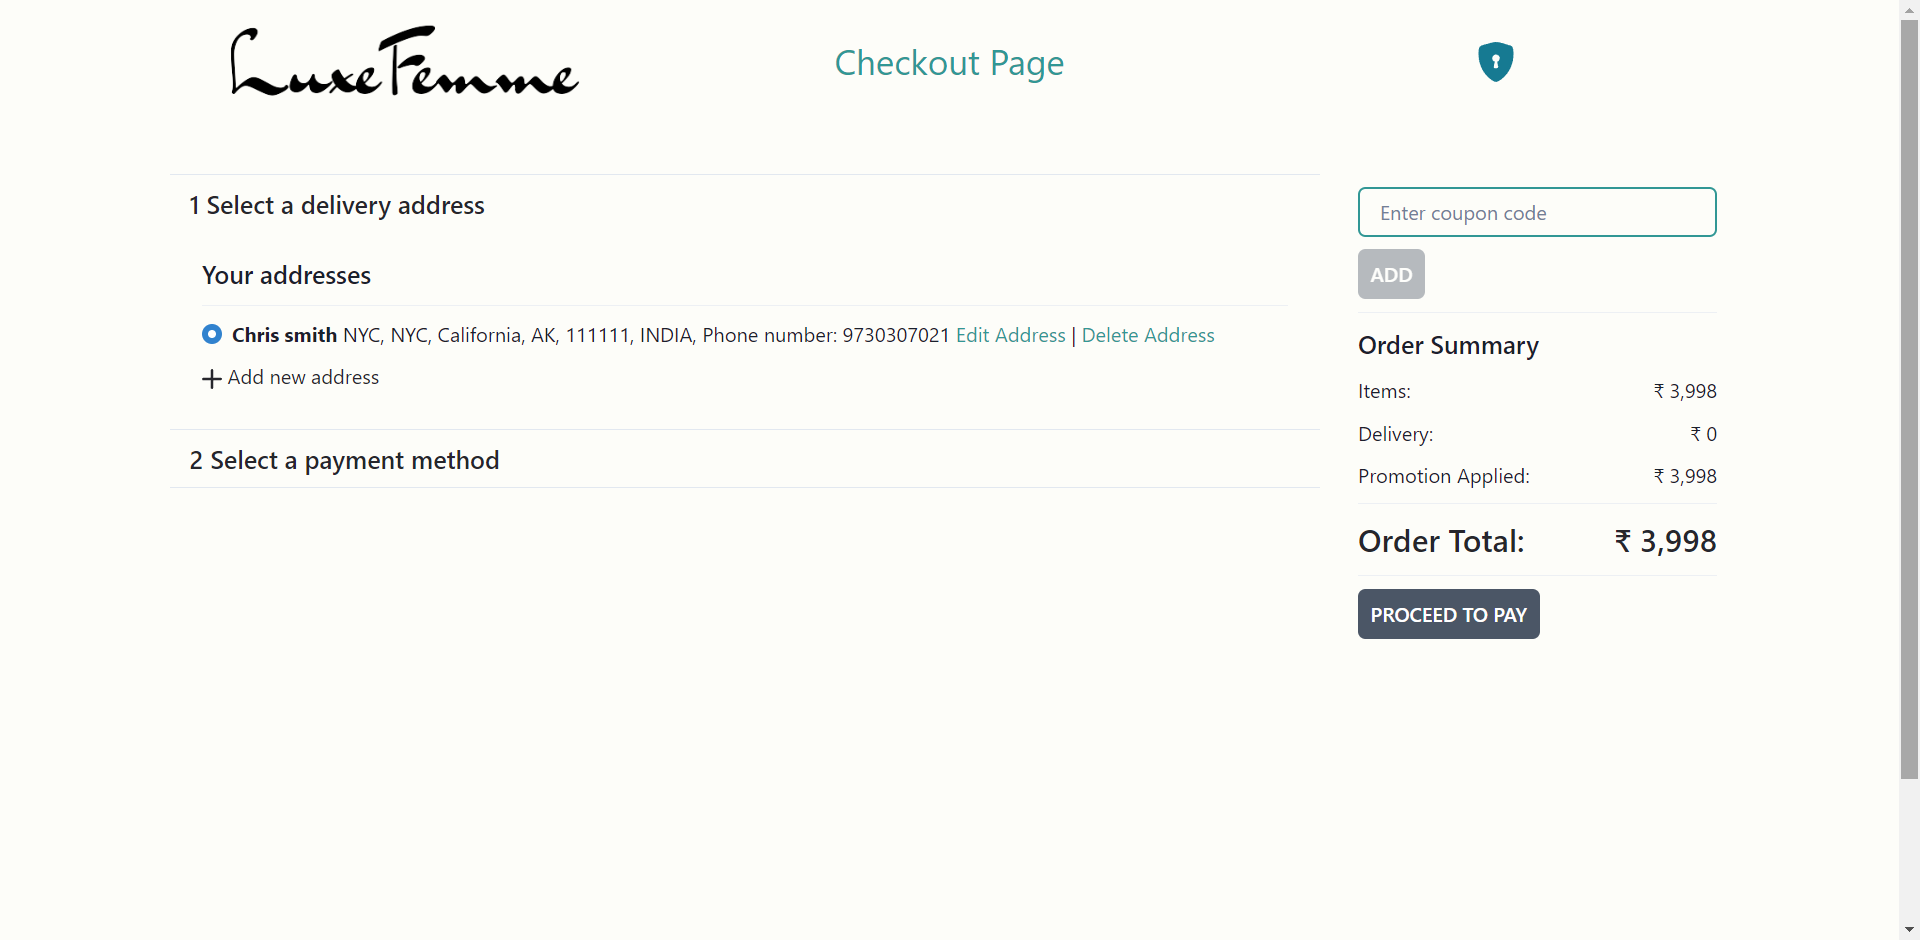 LuxeFemme
Checkout Page
1 Select a delivery address
Your addresses
Chris smith NYC, NYC, California, AK, 111111, INDIA, Phone number: 9730307021 Edit Address | Delete Address
Add new address
2 Select a payment method
Enter coupon code
ADD
Order Summary
Items: ₹ 3,998
Delivery: ₹ 0
Promotion Applied: ₹ 3,998
Order Total: ₹ 3,998
PROCEED TO PAY